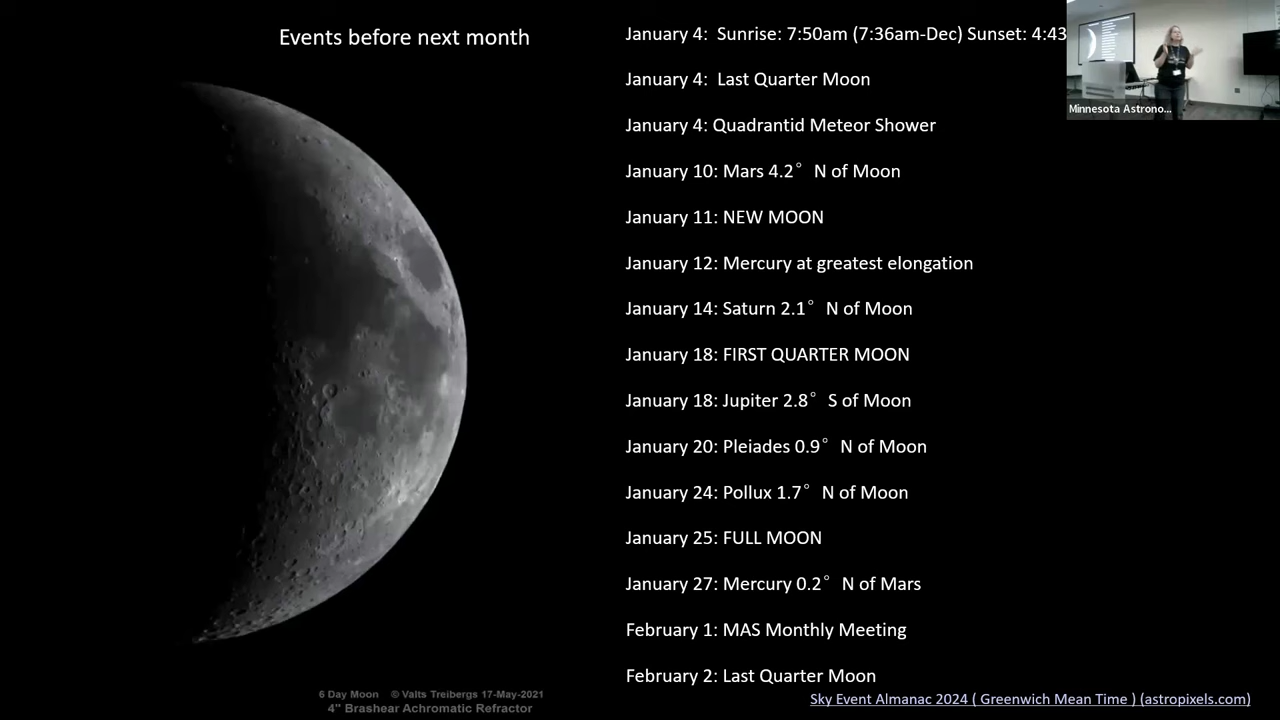 Events before next month
January 4: Sunrise: 7:50am (7:36am-Dec) Sunset: 4:43
January 4: Last Quarter Moon
January 4: Quadrantid Meteor Shower
January 10: Mars 4.2° N of Moon
January 11: NEW MOON
January 12: Mercury at greatest elongation
January 14: Saturn 2.1° N of Moon
January 18: FIRST QUARTER MOON
January 18: Jupiter 2.8° S of Moon
January 20: Pleiades 0.9° N of Moon
January 24: Pollux 1.7° N of Moon
January 25: FULL MOON
January 27: Mercury 0.2° N of Mars
February 1: MAS Monthly Meeting
February 2: Last Quarter Moon
Minnesota Astrono...
6 Day Moon © Valts Treibergs 17-May-2021
4" Brashear Achromatic Refractor
Sky Event Almanac 2024 ( Greenwich Mean Time ) (astropixels.com)